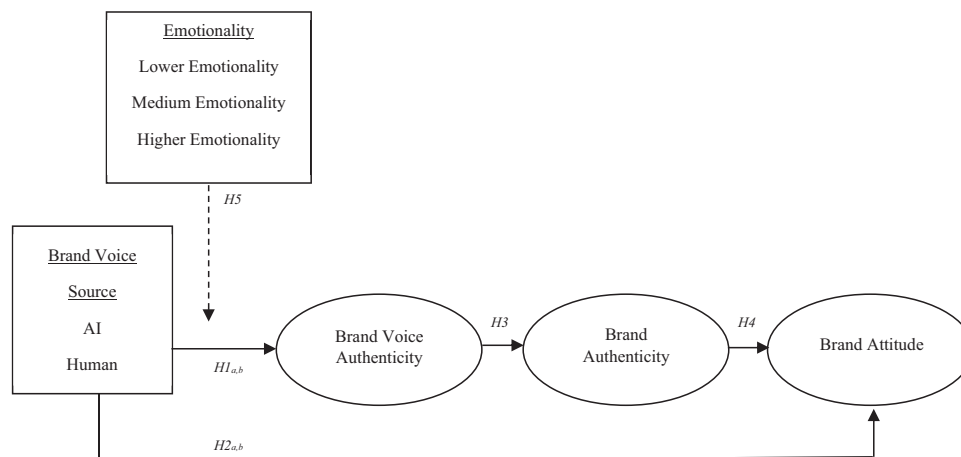 Emotionality
Lower Emotionality
Medium Emotionality
Higher Emotionality
H5
Brand Voice
Source
AI
Human
H1a,b
Brand Voice
Authenticity
H3
Brand
Authenticity
H4
Brand Attitude
H2a,b